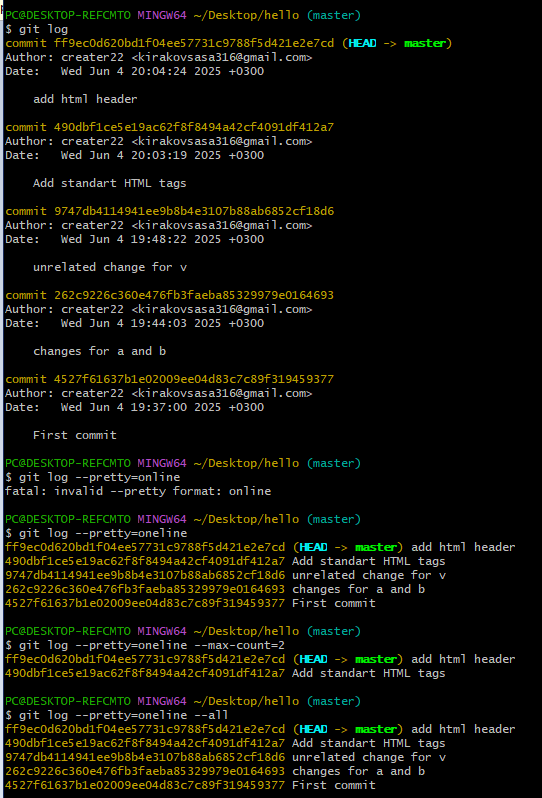 PC@DESKTOP-REFCMTO MINGW64 ~/Desktop/hello (master)
$ git log
commit ff9ec0d620bd1f04ee57731c9788f5d421e2e7cd (HEAD -> master)
Author: creater22 <kirakovsasa316@gmail.com>
Date:   Wed Jun 4 20:04:24 2025 +0300

    add html header

commit 490dbf1ce5e19ac62f8f8494a42cf4091df412a7
Author: creater22 <kirakovsasa316@gmail.com>
Date:   Wed Jun 4 20:03:19 2025 +0300

    Add standart HTML tags

commit 9747db4114941ee9b8b4e3107b88ab6852cf18d6
Author: creater22 <kirakovsasa316@gmail.com>
Date:   Wed Jun 4 19:48:22 2025 +0300

    unrelated change for v

commit 262c9226c360e476fb3faeba85329979e0164693
Author: creater22 <kirakovsasa316@gmail.com>
Date:   Wed Jun 4 19:44:03 2025 +0300

    changes for a and b

commit 4527f61637b1e02009ee04d83c7c89f319459377
Author: creater22 <kirakovsasa316@gmail.com>
Date:   Wed Jun 4 19:37:00 2025 +0300

    First commit

PC@DESKTOP-REFCMTO MINGW64 ~/Desktop/hello (master)
$ git log --pretty=online
fatal: invalid --pretty format: online

PC@DESKTOP-REFCMTO MINGW64 ~/Desktop/hello (master)
$ git log --pretty=oneline
ff9ec0d620bd1f04ee57731c9788f5d421e2e7cd (HEAD -> master) add html header
490dbf1ce5e19ac62f8f8494a42cf4091df412a7 Add standart HTML tags
9747db4114941ee9b8b4e3107b88ab6852cf18d6 unrelated change for v
262c9226c360e476fb3faeba85329979e0164693 changes for a and b
4527f61637b1e02009ee04d83c7c89f319459377 First commit

PC@DESKTOP-REFCMTO MINGW64 ~/Desktop/hello (master)
$ git log --pretty=oneline --max-count=2
ff9ec0d620bd1f04ee57731c9788f5d421e2e7cd (HEAD -> master) add html header
490dbf1ce5e19ac62f8f8494a42cf4091df412a7 Add standart HTML tags

PC@DESKTOP-REFCMTO MINGW64 ~/Desktop/hello (master)
$ git log --pretty=oneline --all
ff9ec0d620bd1f04ee57731c9788f5d421e2e7cd (HEAD -> master) add html header
490dbf1ce5e19ac62f8f8494a42cf4091df412a7 Add standart HTML tags
9747db4114941ee9b8b4e3107b88ab6852cf18d6 unrelated change for v
262c9226c360e476fb3faeba85329979e0164693 changes for a and b
4527f61637b1e02009ee04d83c7c89f319459377 First commit